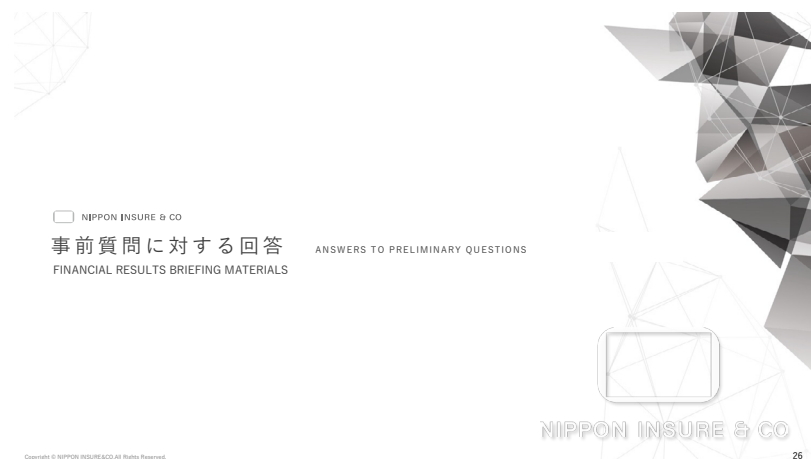 NIPPON INSURE & CO
事前質問に対する回答 ANSWERS TO PRELIMINARY QUESTIONS
FINANCIAL RESULTS BRIEFING MATERIALS
NIPPON INSURE & CO
Copyright © NIPPON INSURE&CO.All Rights Reserved.
26